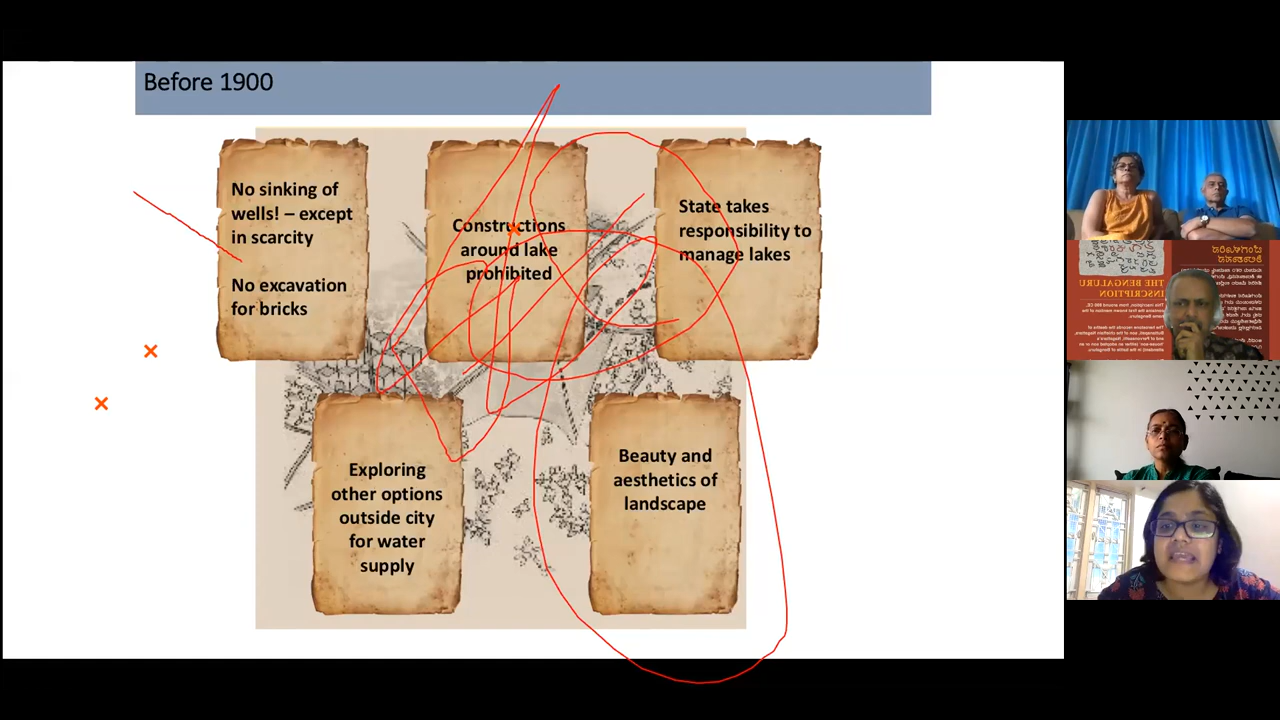 Before 1900
No sinking of
wells! – except
in scarcity
No excavation
for bricks
Constructions
around lake
prohibited
State takes
responsibility to
manage lakes
Exploring
other options
outside city
for water
supply
Beauty and
aesthetics of
landscape
THE BENGALURU
INSCRIPTION